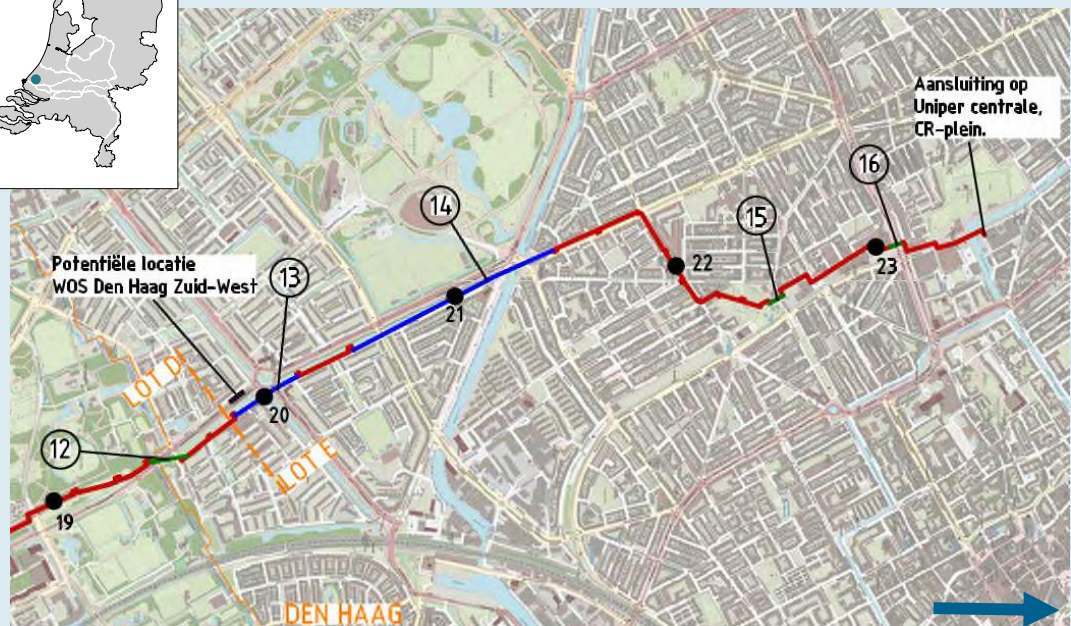 Aansluiting op
Uniper centrale,
CR-plein.
16
14
15
Potentiële locatie
WOS Den Haag Zuid-West
13
22
23
21
LOT D
20
12
LOT E
19
DEN HAAG